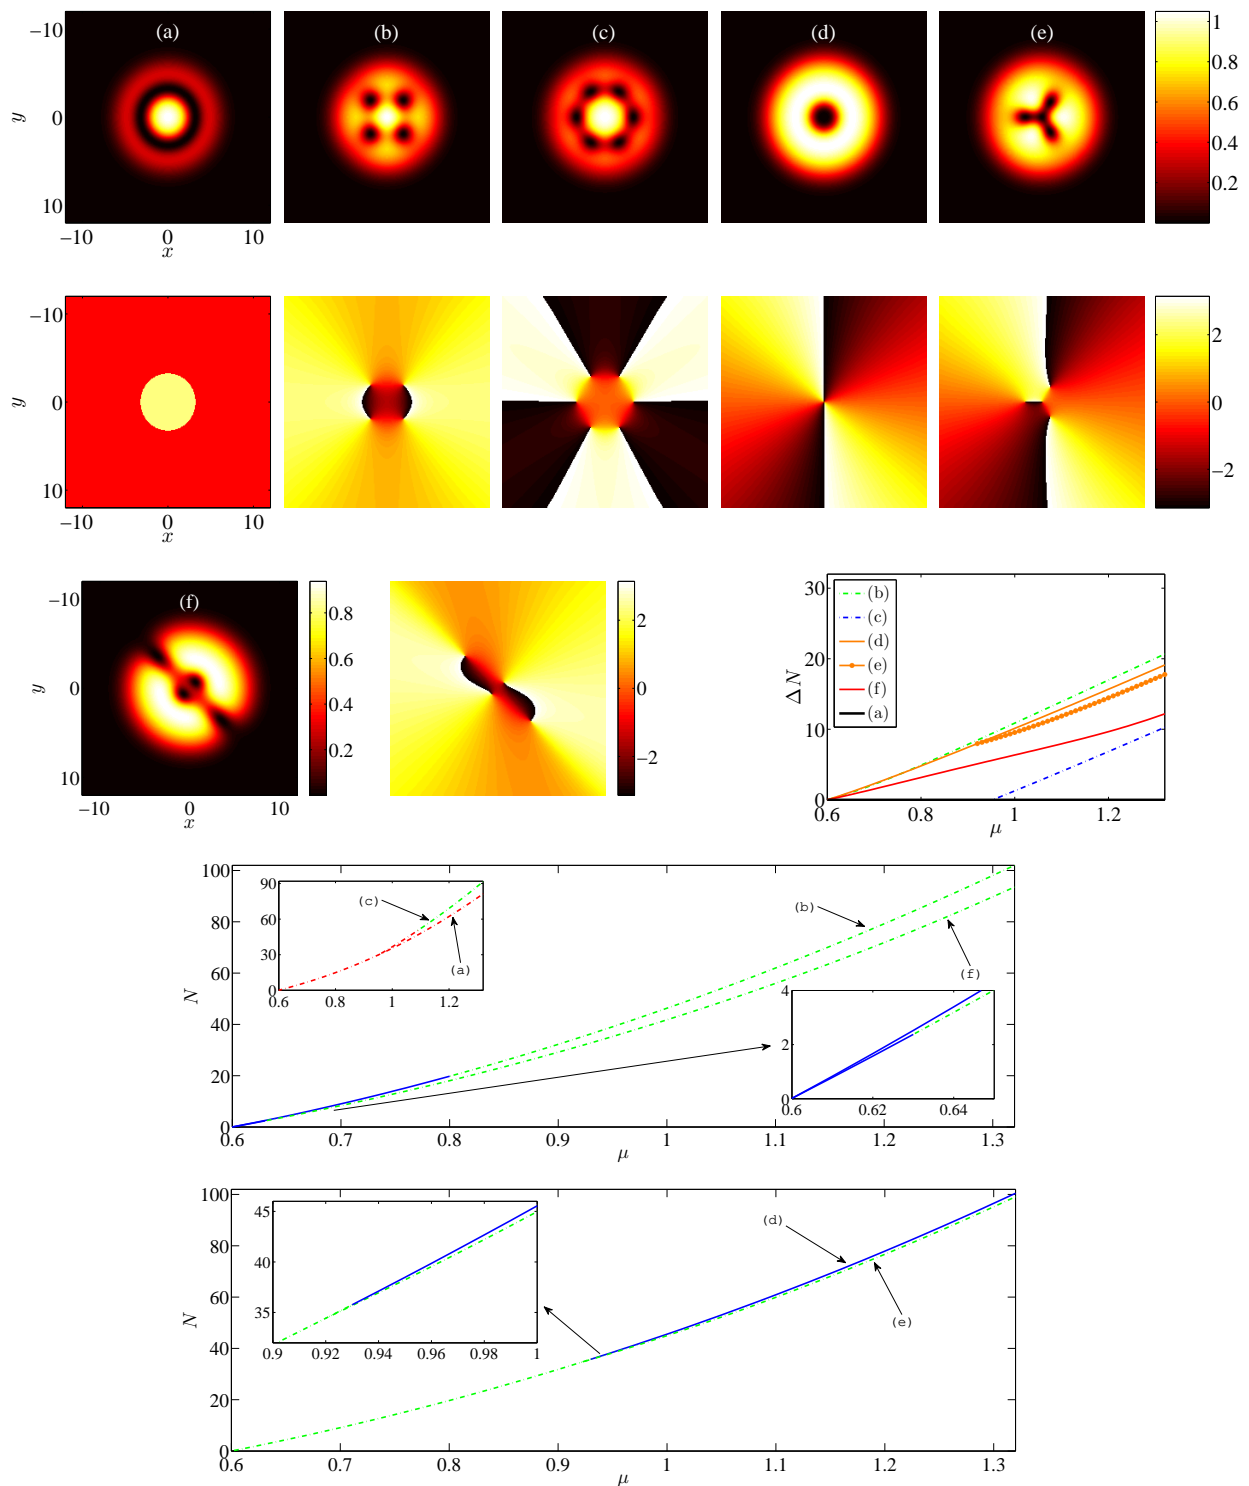 (a) (b) (c) (d) (e)
−10
0
10
y
−10 0 10
x
1
0.8
0.6
0.4
0.2
−10
0
10
y
−10 0 10
x
2
0
−2
(f)
−10
0
10
y
−10 0 10
x
0.8
0.6
0.4
0.2
2
0
−2
30
20
10
0
ΔN
(b)
(c)
(d)
(e)
(f)
(a)
0.6 0.8 1 1.2
μ
100
80
60
40
20
0
N
90
60
30
0
0.6 0.8 1 1.2
(c)
(a)
(b)
(f)
4
2
0
0.6 0.62 0.64
0.6 0.7 0.8 0.9 1 1.1 1.2 1.3
μ
100
80
60
40
20
0
N
45
40
35
0.9 0.92 0.94 0.96 0.98 1
(d)
(e)
0.6 0.7 0.8 0.9 1 1.1 1.2 1.3
μ